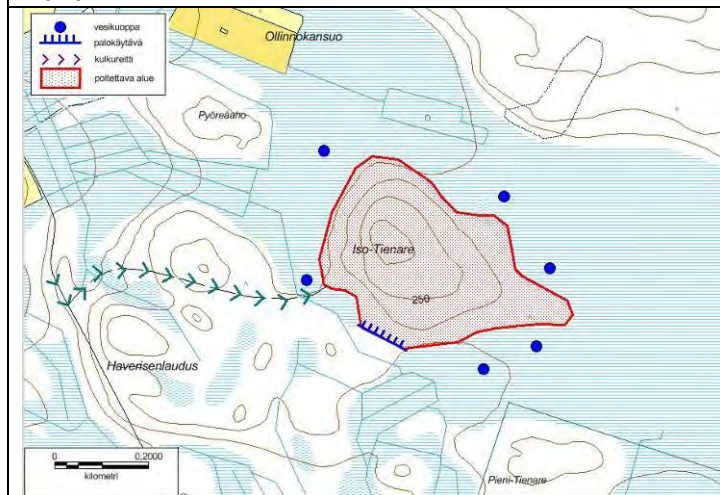 vesikuoppa
palokäytävä
kulkureitti
poltettava alue
Ollinnokansuo
Pyöreäaho
Iso-Tienare
250
Haverisenlaudus
0
0,2000
kilometri
Pieni-Tienare